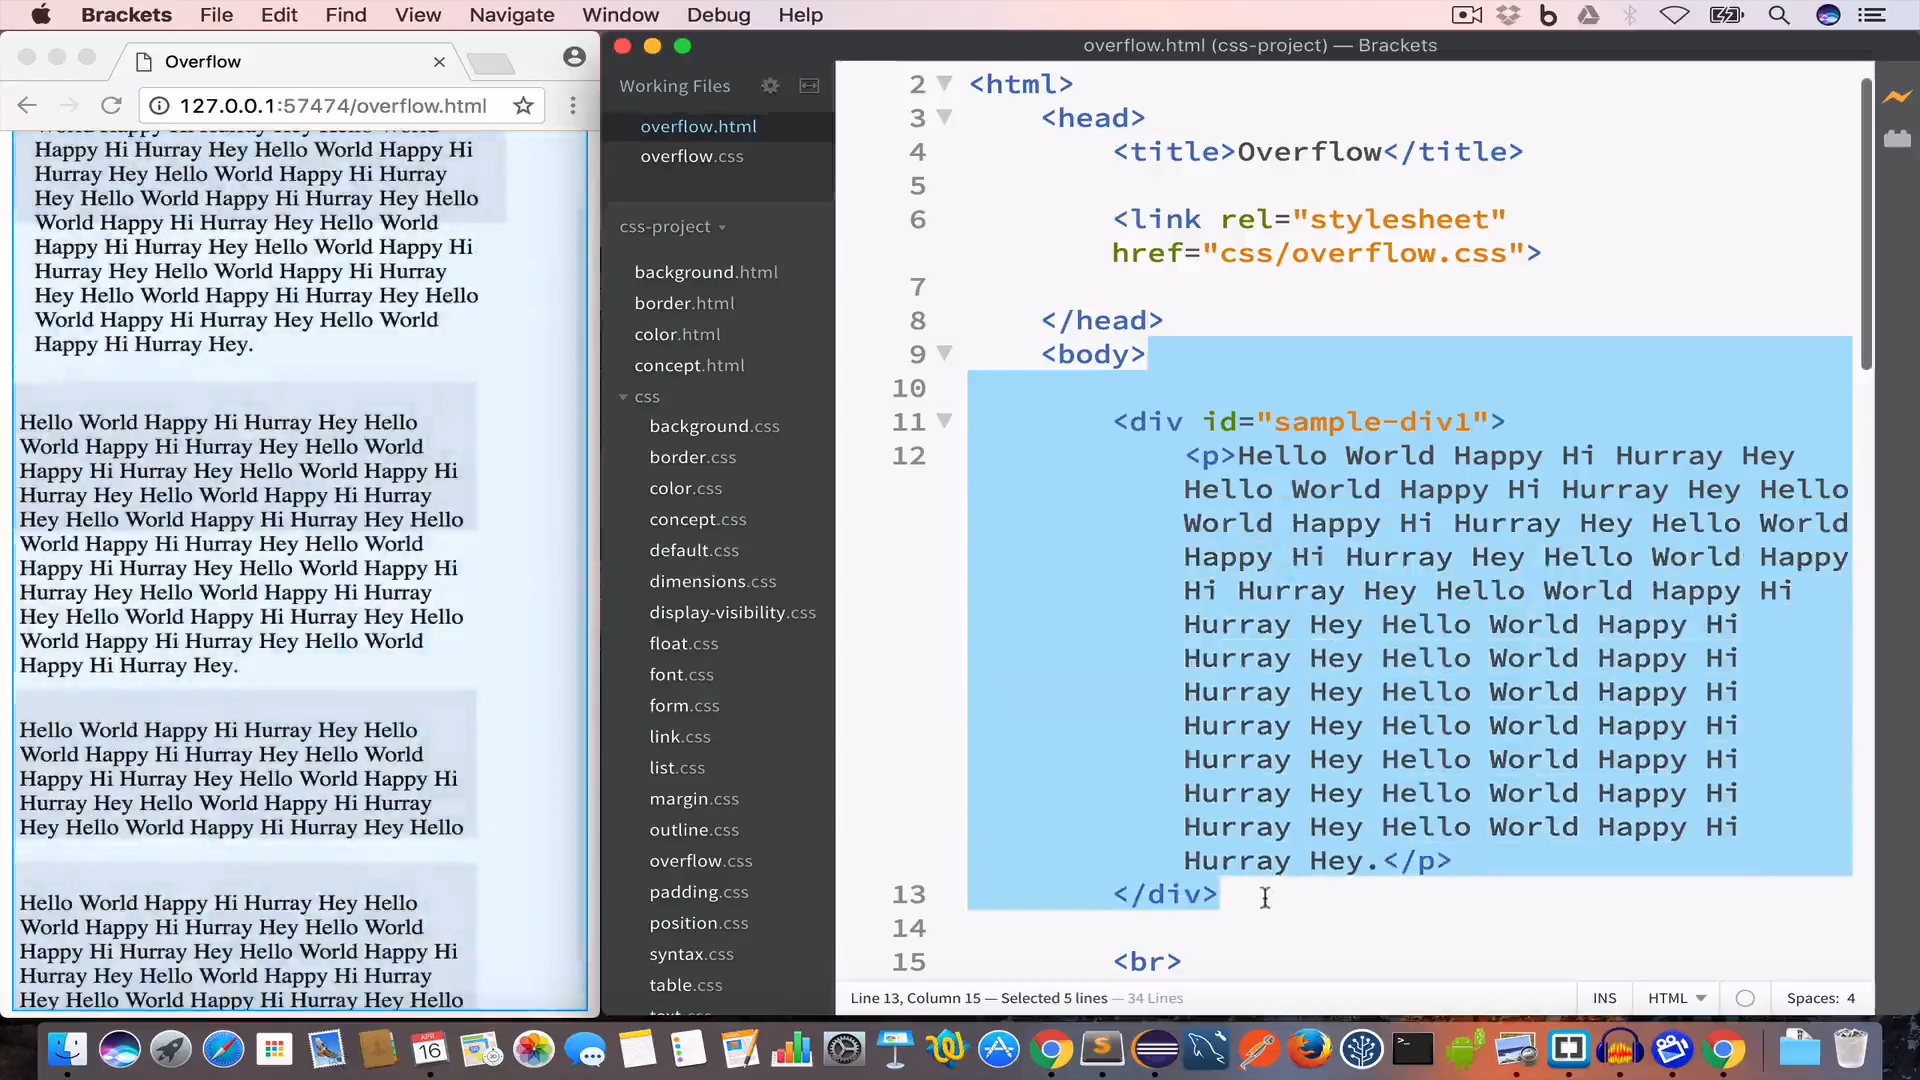 Brackets File Edit Find View Navigate Window Debug Help
Overflow
127.0.0.1:57474/overflow.html
Happy Hi Hurray Hey Hello World Happy Hi
Hurray Hey Hello World Happy Hi Hurray
Hey Hello World Happy Hi Hurray Hey Hello
World Happy Hi Hurray Hey Hello World
Happy Hi Hurray Hey Hello World Happy Hi
Hurray Hey Hello World Happy Hi Hurray
Hey Hello World Happy Hi Hurray Hey Hello
World Happy Hi Hurray Hey Hello World
Happy Hi Hurray Hey.
Hello World Happy Hi Hurray Hey Hello
World Happy Hi Hurray Hey Hello World
Happy Hi Hurray Hey Hello World Happy Hi
Hurray Hey Hello World Happy Hi Hurray
Hey Hello World Happy Hi Hurray Hey Hello
World Happy Hi Hurray Hey Hello World
Happy Hi Hurray Hey Hello World Happy Hi
Hurray Hey Hello World Happy Hi Hurray
Hey Hello World Happy Hi Hurray Hey Hello
World Happy Hi Hurray Hey Hello World
Happy Hi Hurray Hey.
Hello World Happy Hi Hurray Hey Hello
World Happy Hi Hurray Hey Hello World
Happy Hi Hurray Hey Hello World Happy Hi
Hurray Hey Hello World Happy Hi Hurray
Hey Hello World Happy Hi Hurray Hey Hello
Hello World Happy Hi Hurray Hey Hello
World Happy Hi Hurray Hey Hello World
Happy Hi Hurray Hey Hello World Happy Hi
Hurray Hey Hello World Happy Hi Hurray
Hey Hello World Happy Hi Hurray Hey Hello
overflow.html (css-project) — Brackets
Working Files
overflow.html
overflow.css
css-project
background.html
border.html
color.html
concept.html
css
background.css
border.css
color.css
concept.css
default.css
dimensions.css
display-visibility.css
float.css
font.css
form.css
link.css
list.css
margin.css
outline.css
overflow.css
padding.css
position.css
syntax.css
table.css
2 <html>
3 <head>
4 <title>Overflow</title>
5
6 <link rel="stylesheet"
href="css/overflow.css">
7
8 </head>
9 <body>
10
11 <div id="sample-div1">
12 <p>Hello World Happy Hi Hurray Hey
Hello World Happy Hi Hurray Hey Hello
World Happy Hi Hurray Hey Hello World
Happy Hi Hurray Hey Hello World Happy
Hi Hurray Hey Hello World Happy Hi
Hurray Hey Hello World Happy Hi
Hurray Hey Hello World Happy Hi
Hurray Hey Hello World Happy Hi
Hurray Hey Hello World Happy Hi
Hurray Hey Hello World Happy Hi
Hurray Hey Hello World Happy Hi
Hurray Hey Hello World Happy Hi
Hurray Hey.</p>
13 </div>
14
15 <br>
Line 13, Column 15 — Selected 5 lines — 34 Lines
INS HTML Spaces: 4
APR
16